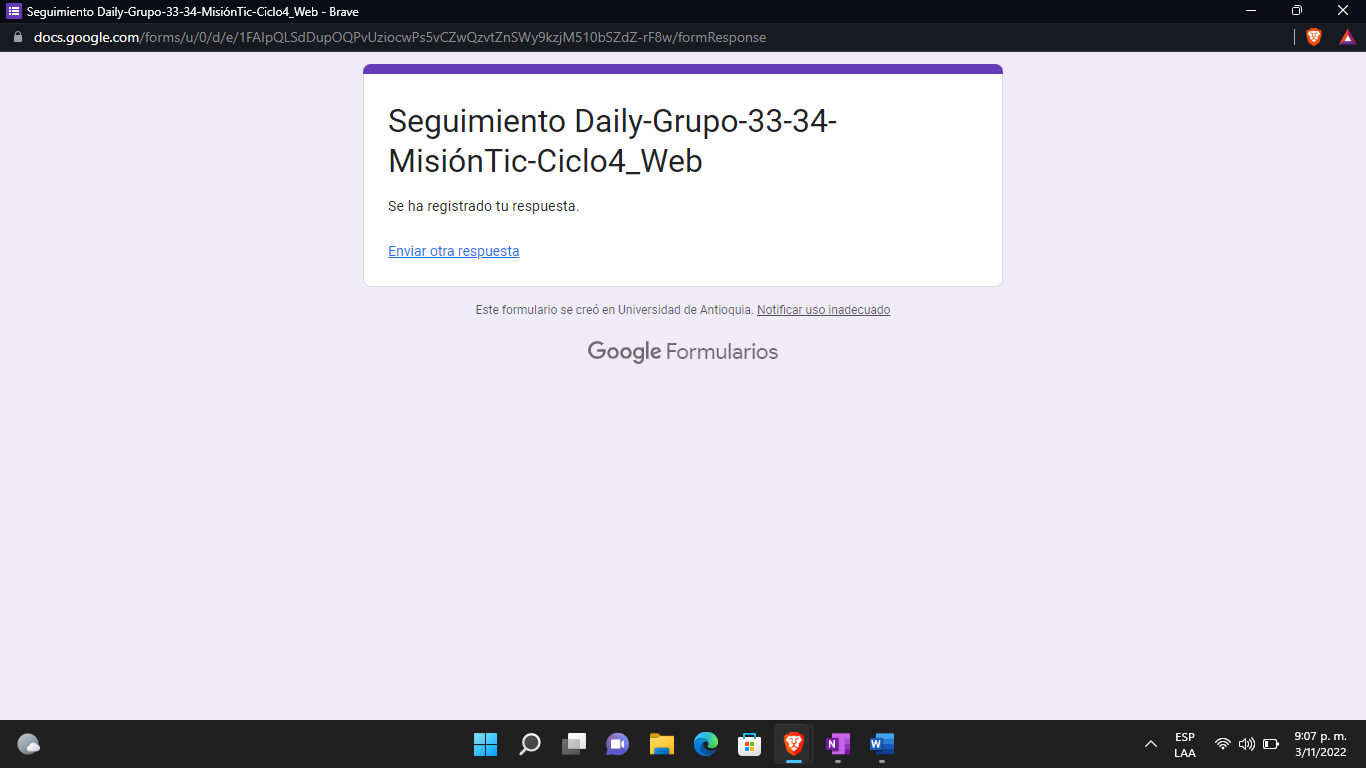 Seguimiento Daily-Grupo-33-34-MisiónTic-Ciclo4_Web - Brave
docs.google.com/forms/u/0/d/e/1FAIpQLSdDupOQPvUziocwPs5vCZwQzvtZnSWy9kzjM510bSZdZ-rF8w/formResponse
Seguimiento Daily-Grupo-33-34-
MisiónTic-Ciclo4_Web
Se ha registrado tu respuesta.
Enviar otra respuesta
Este formulario se creó en Universidad de Antioquia. Notificar uso inadecuado
Google Formularios
ESP
LAA
9:07 p. m.
3/11/2022